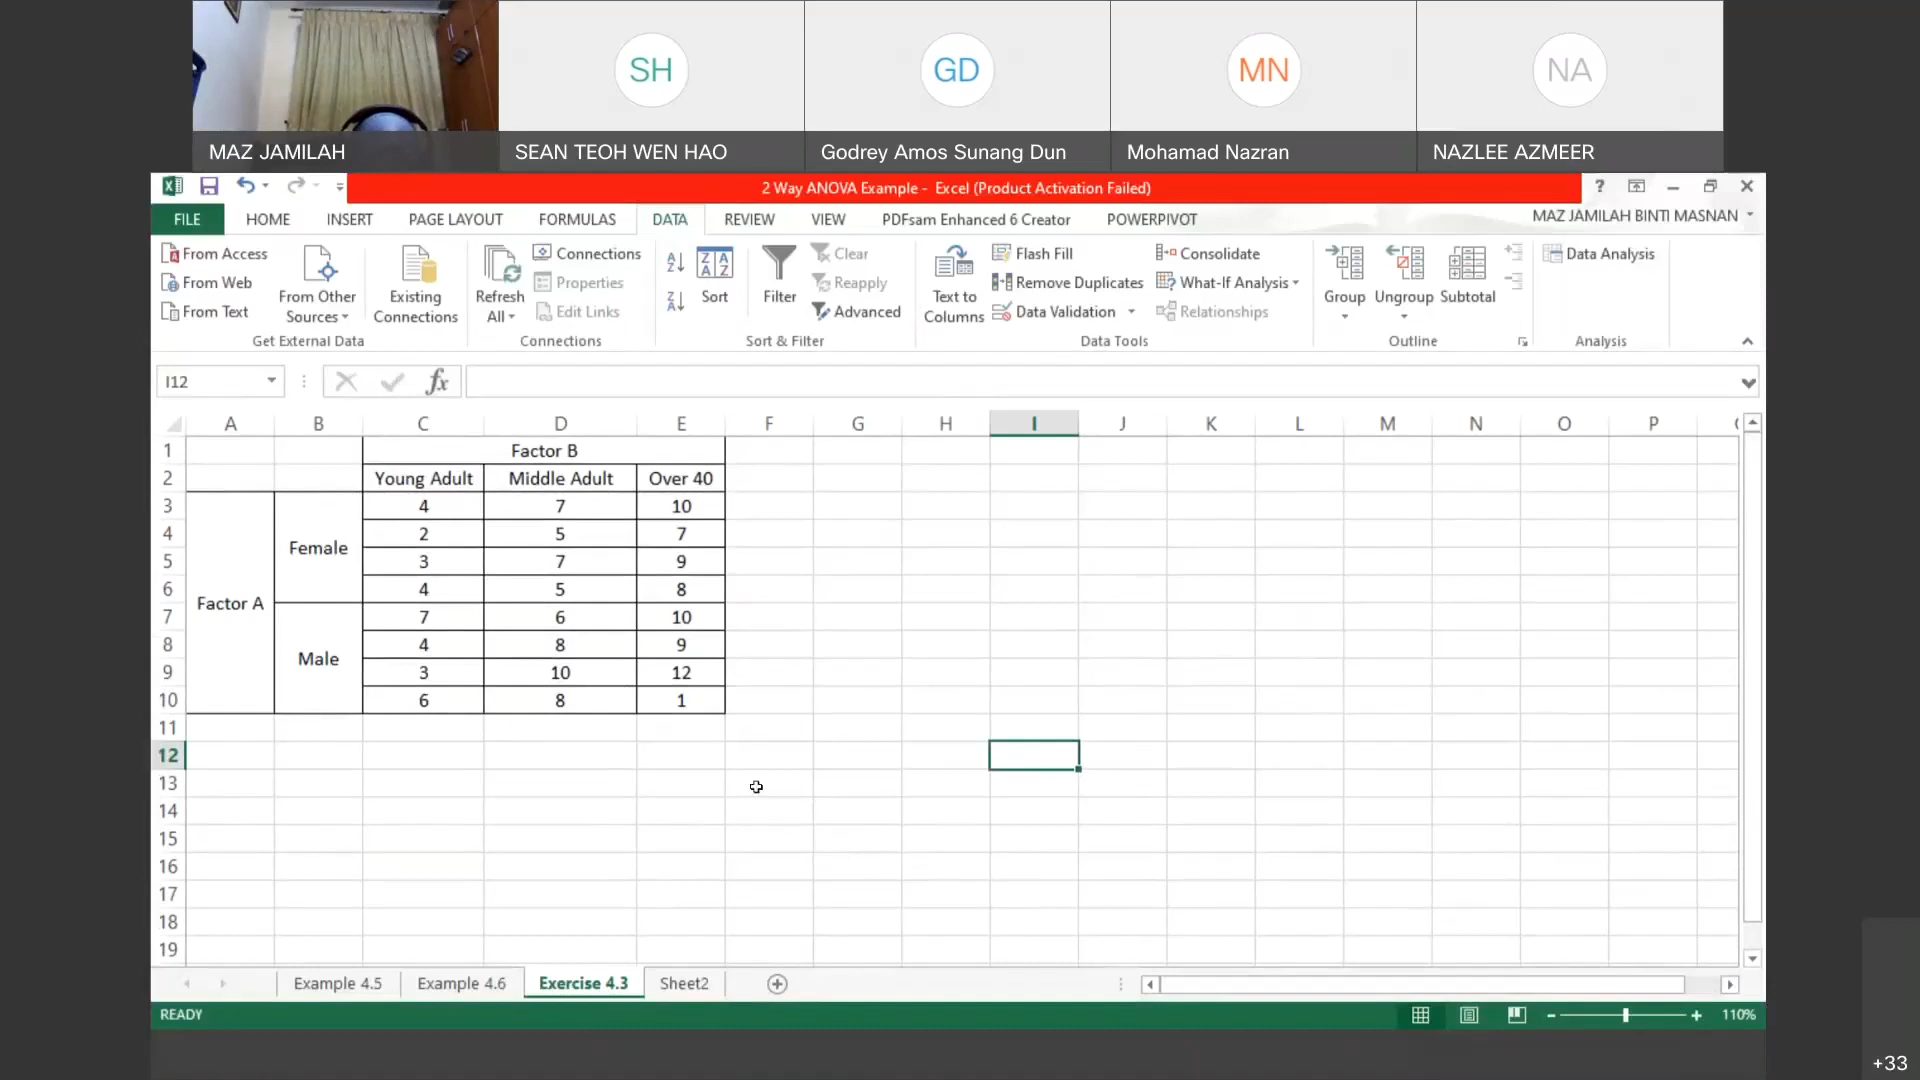 SH
GD
MN
NA
MAZ JAMILAH
SEAN TEOH WEN HAO
Godrey Amos Sunang Dun
Mohamad Nazran
NAZLEE AZMEER
2 Way ANOVA Example - Excel (Product Activation Failed)
?
FILE HOME INSERT PAGE LAYOUT FORMULAS DATA REVIEW VIEW PDFsam Enhanced 6 Creator POWERPIVOT
MAZ JAMILAH BINTI MASNAN
From Access
From Web
From Text
From Other
Sources
Existing
Connections
Get External Data
Refresh
All
Connections
Properties
Edit Links
Connections
Sort
Filter
Clear
Reapply
Advanced
Sort & Filter
Text to
Columns
Flash Fill
Remove Duplicates
Data Validation
Consolidate
What-If Analysis
Relationships
Data Tools
Group
Ungroup
Subtotal
Outline
Data Analysis
Analysis
I12
fx
A B C D E F G H I J K L M N O P
1 Factor B
2 Young Adult Middle Adult Over 40
3 4 7 10
4 2 5 7
Female
5 3 7 9
6 4 5 8
Factor A
7 7 6 10
8 4 8 9
Male
9 3 10 12
10 6 8 1
11
12
13
14
15
16
17
18
19
Example 4.5 Example 4.6 Exercise 4.3 Sheet2
READY
110%
+33